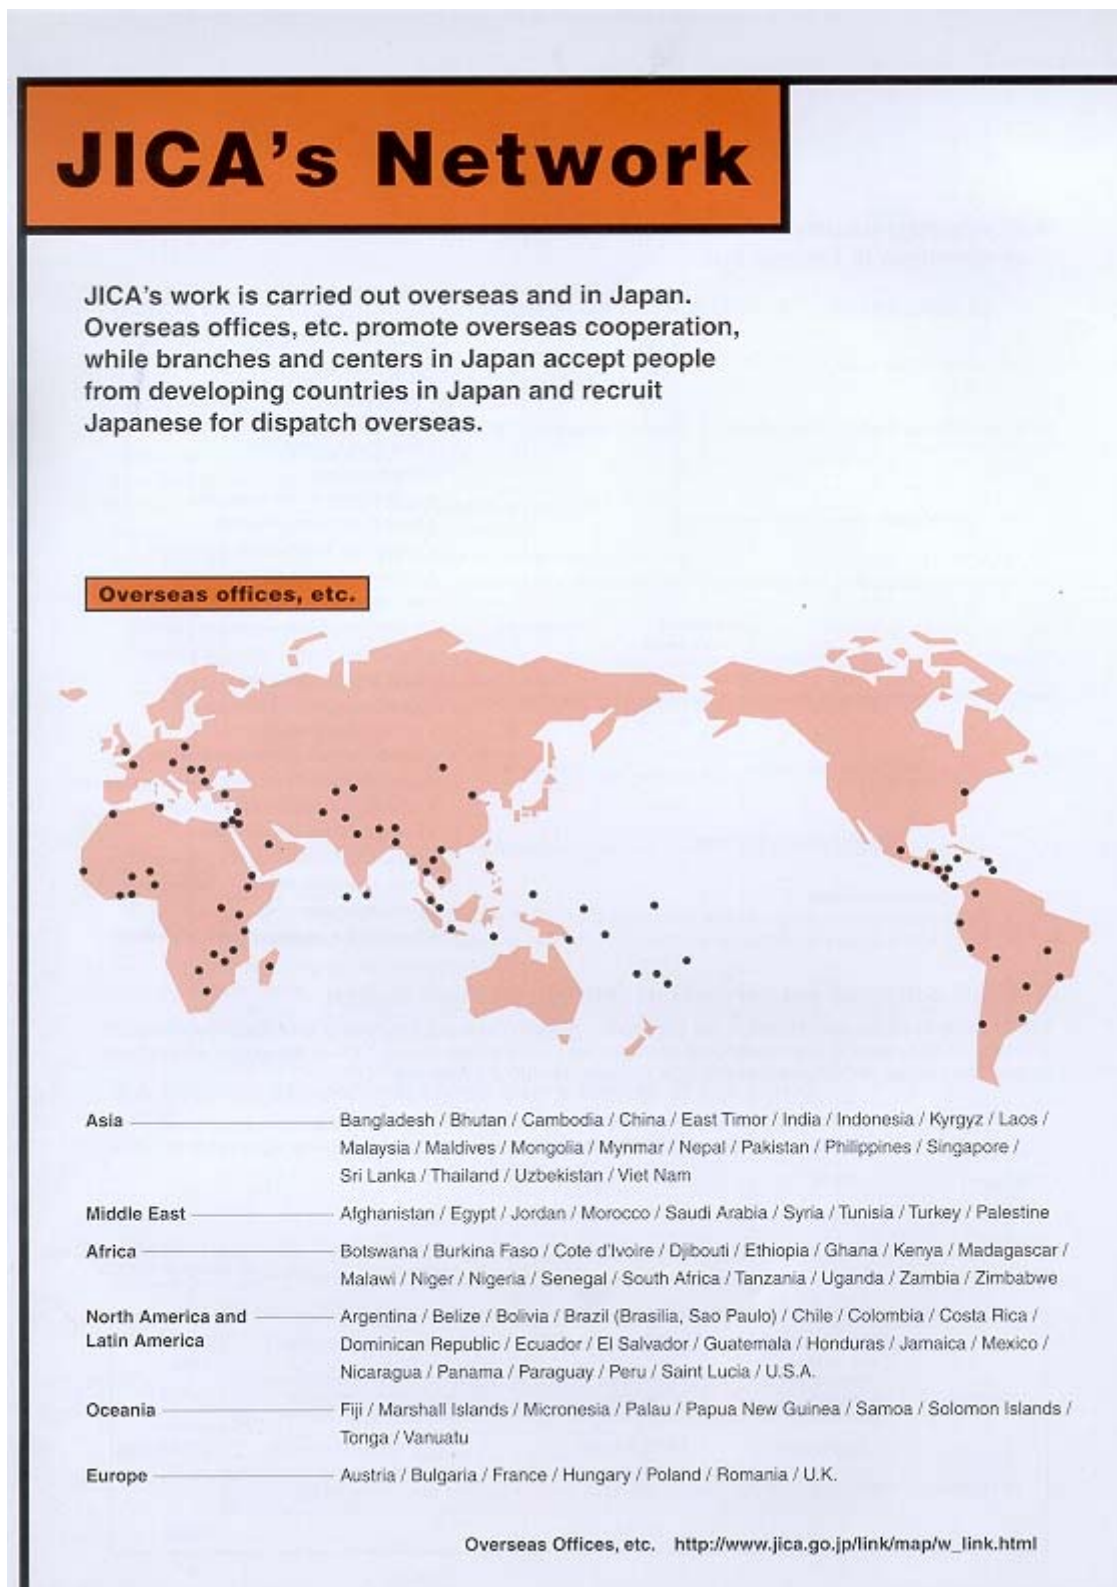 JICA's Network
JICA's work is carried out overseas and in Japan.
Overseas offices, etc. promote overseas cooperation,
while branches and centers in Japan accept people
from developing countries in Japan and recruit
Japanese for dispatch overseas.
Overseas offices, etc.
Asia
Bangladesh / Bhutan / Cambodia / China / East Timor / India / Indonesia / Kyrgyz / Laos /
Malaysia / Maldives / Mongolia / Mynmar / Nepal / Pakistan / Philippines / Singapore /
Sri Lanka / Thailand / Uzbekistan / Viet Nam
Middle East
Afghanistan / Egypt / Jordan / Morocco / Saudi Arabia / Syria / Tunisia / Turkey / Palestine
Africa
Botswana / Burkina Faso / Cote d'Ivoire / Djibouti / Ethiopia / Ghana / Kenya / Madagascar /
Malawi / Niger / Nigeria / Senegal / South Africa / Tanzania / Uganda / Zambia / Zimbabwe
North America and
Latin America
Argentina / Belize / Bolivia / Brazil (Brasilia, Sao Paulo) / Chile / Colombia / Costa Rica /
Dominican Republic / Ecuador / El Salvador / Guatemala / Honduras / Jamaica / Mexico /
Nicaragua / Panama / Paraguay / Peru / Saint Lucia / U.S.A.
Oceania
Fiji / Marshall Islands / Micronesia / Palau / Papua New Guinea / Samoa / Solomon Islands /
Tonga / Vanuatu
Europe
Austria / Bulgaria / France / Hungary / Poland / Romania / U.K.
Overseas Offices, etc. http://www.jica.go.jp/link/map/w_link.html